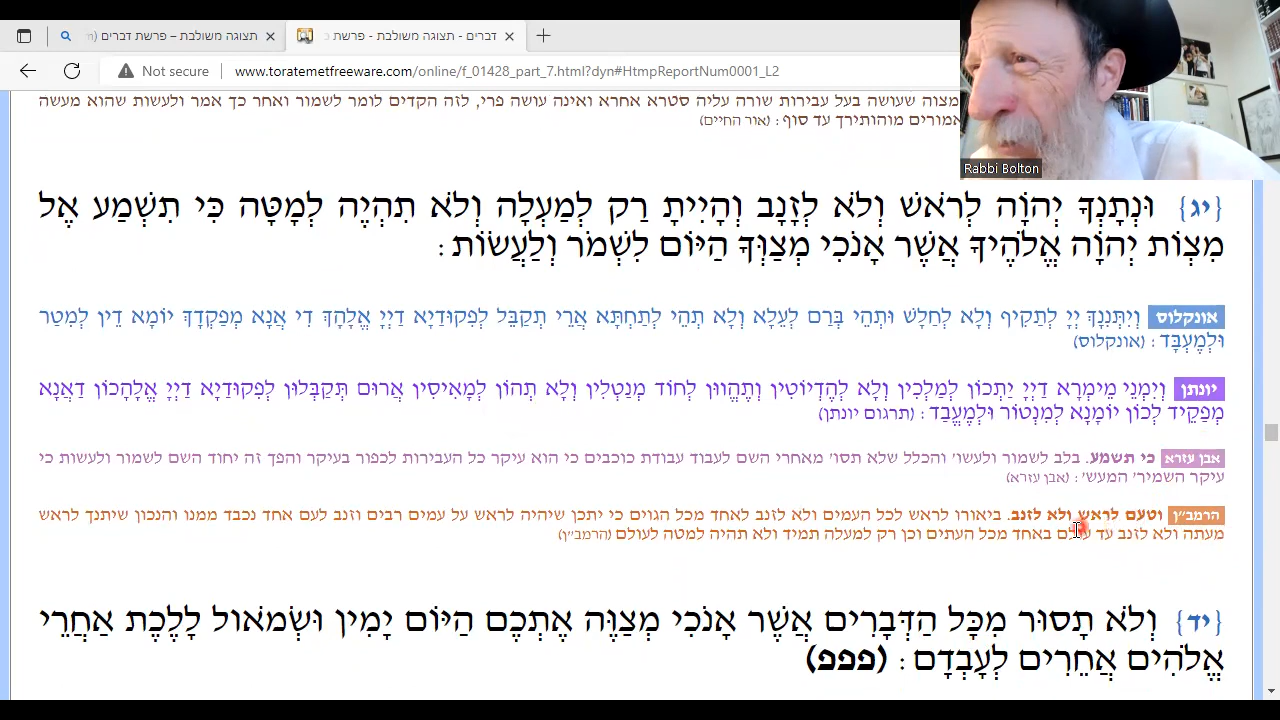 תצוגה משולבת – פרשת דברים (
דברים - תצוגה משולבת - פרשת כ
Not secure
www.toratemetfreeware.com/online/f_01428_part_7.html?dyn#HtmpReportNum0001_L2
מצוה שעושה בעל עבירות שורה עליה סטרא אחרא ואינה עושה פרי, לזה הקדים לומר לשמור ואחר כך אמר ולעשות שהוא מעשה
אמורים מוהותירך עד סוף : (אור החיים)
Rabbi Bolton
{יג} וּנְתָנְךָ יְהוָה לְרֹאשׁ וְלֹא לְזָנָב וְהָיִיתָ רַק לְמַעְלָה וְלֹא תִהְיֶה לְמָטָּה כִּי תִשְׁמַע אֶל
מִצְוֹת יְהוָה אֱלֹהֶיךָ אֲשֶׁר אָנֹכִי מְצַוְּךָ הַיּוֹם לִשְׁמֹר וְלַעֲשׂוֹת :
אונקלוס וְיִתְּנִנָּךְ יְיָ לְתַקִּיף וְלָא לְחַלָּשׁ וּתְהֵי בְּרַם לְעֵלָּא וְלָא תְהֵי לְתַחְתָּא אֲרֵי תְקַבֵּל לְפִקּוּדַיָּא דַיְיָ אֱלָהָךְ דִּי אֲנָא מְפַקְּדָךְ יוֹמָא דֵין לְמִטַּר
וּלְמֶעְבָּד : (אונקלוס)
יונתן וְיִמְנֵי מֵימְרָא דַיְיָ יַתְכוֹן לְמַלְכִין וְלָא לְהֶדְיוֹטִין וּתְהֱווּן לְחוֹד מְנַטְלִין וְלָא תְּהוֹן לְמָאִיסִין אֲרוּם תְּקַבְּלוּן לְפִקוּדַיָא דַיְיָ אֱלָהָכוֹן דַאֲנָא
מְפַקֵיד לְכוֹן יוֹמָנָא לְמִנְטוֹר וּלְמֶעֱבַד : (תרגום יונתן)
אבן עזרא כי תשמע. בלב לשמור ולעשו' והכלל שלא תסו' מאחרי השם לעבוד עבודת כוכבים כי הוא עיקר כל העבירות לכפור בעיקר והפך זה יחוד השם לשמור ולעשות כי
עיקר השמיר' המעש' : (אבן עזרא)
הרמב״ן וטעם לראש ולא לזנב. ביאורו לראש לכל העמים ולא לזנב לאחד מכל הגוים כי יתכן שיהיה לראש על עמים רבים וזנב לעם אחד נכבד ממנו והנכון שיתנך לראש
מעתה ולא לזנב עד עולם באחד מכל העתים וכן רק למעלה תמיד ולא תהיה למטה לעולם (הרמב״ן)
{יד} וְלֹא תָסוּר מִכָּל הַדְּבָרִים אֲשֶׁר אָנֹכִי מְצַוֶּה אֶתְכֶם הַיּוֹם יָמִין וּשְׂמֹאול לָלֶכֶת אַחֲרֵי
אֱלֹהִים אֲחֵרִים לְעָבְדָם : (פפפ)